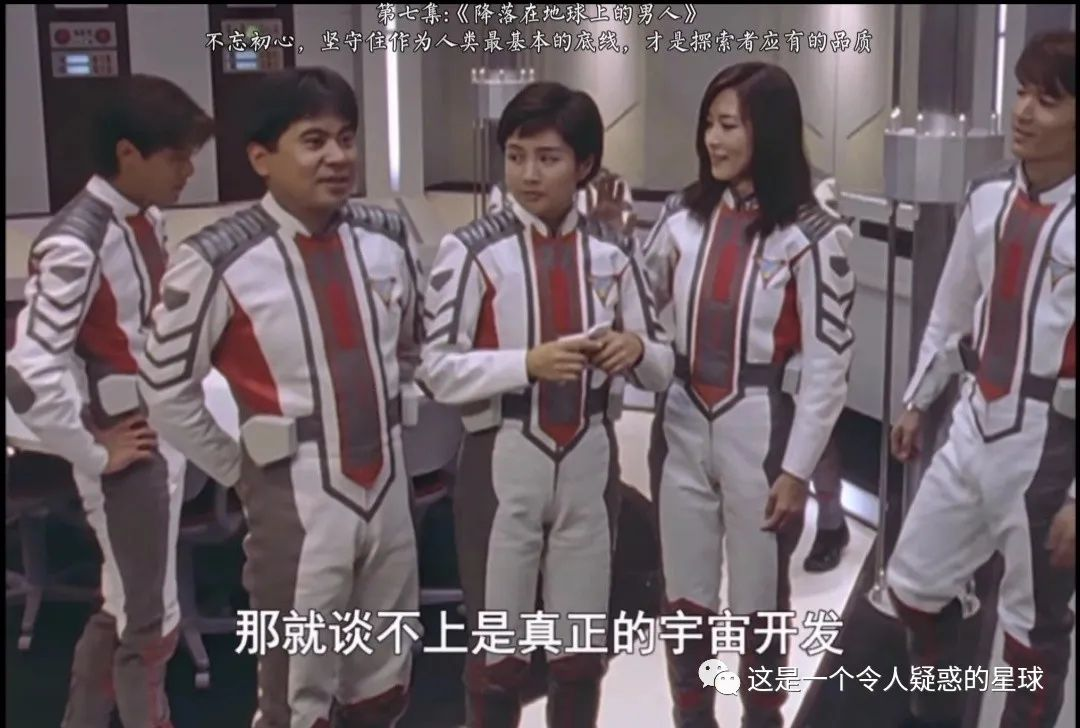 第七集:《降落在地球上的男人》
不忘初心，坚守住作为人类最基本的底线，才是探索者应有的品质
那就谈不上是真正的宇宙开发
这是一个令人疑惑的星球